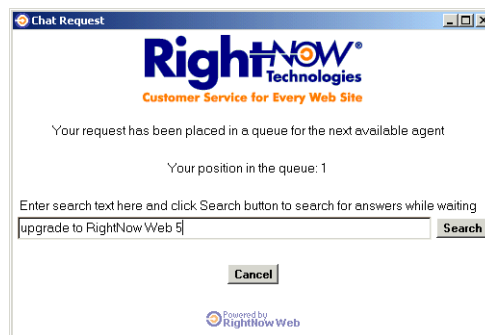 Chat Request
RightNOW®
Technologies
Customer Service for Every Web Site
Your request has been placed in a queue for the next available agent
Your position in the queue: 1
Enter search text here and click Search button to search for answers while waiting
upgrade to RightNow Web 5 Search
Cancel
Powered by
RightNow Web